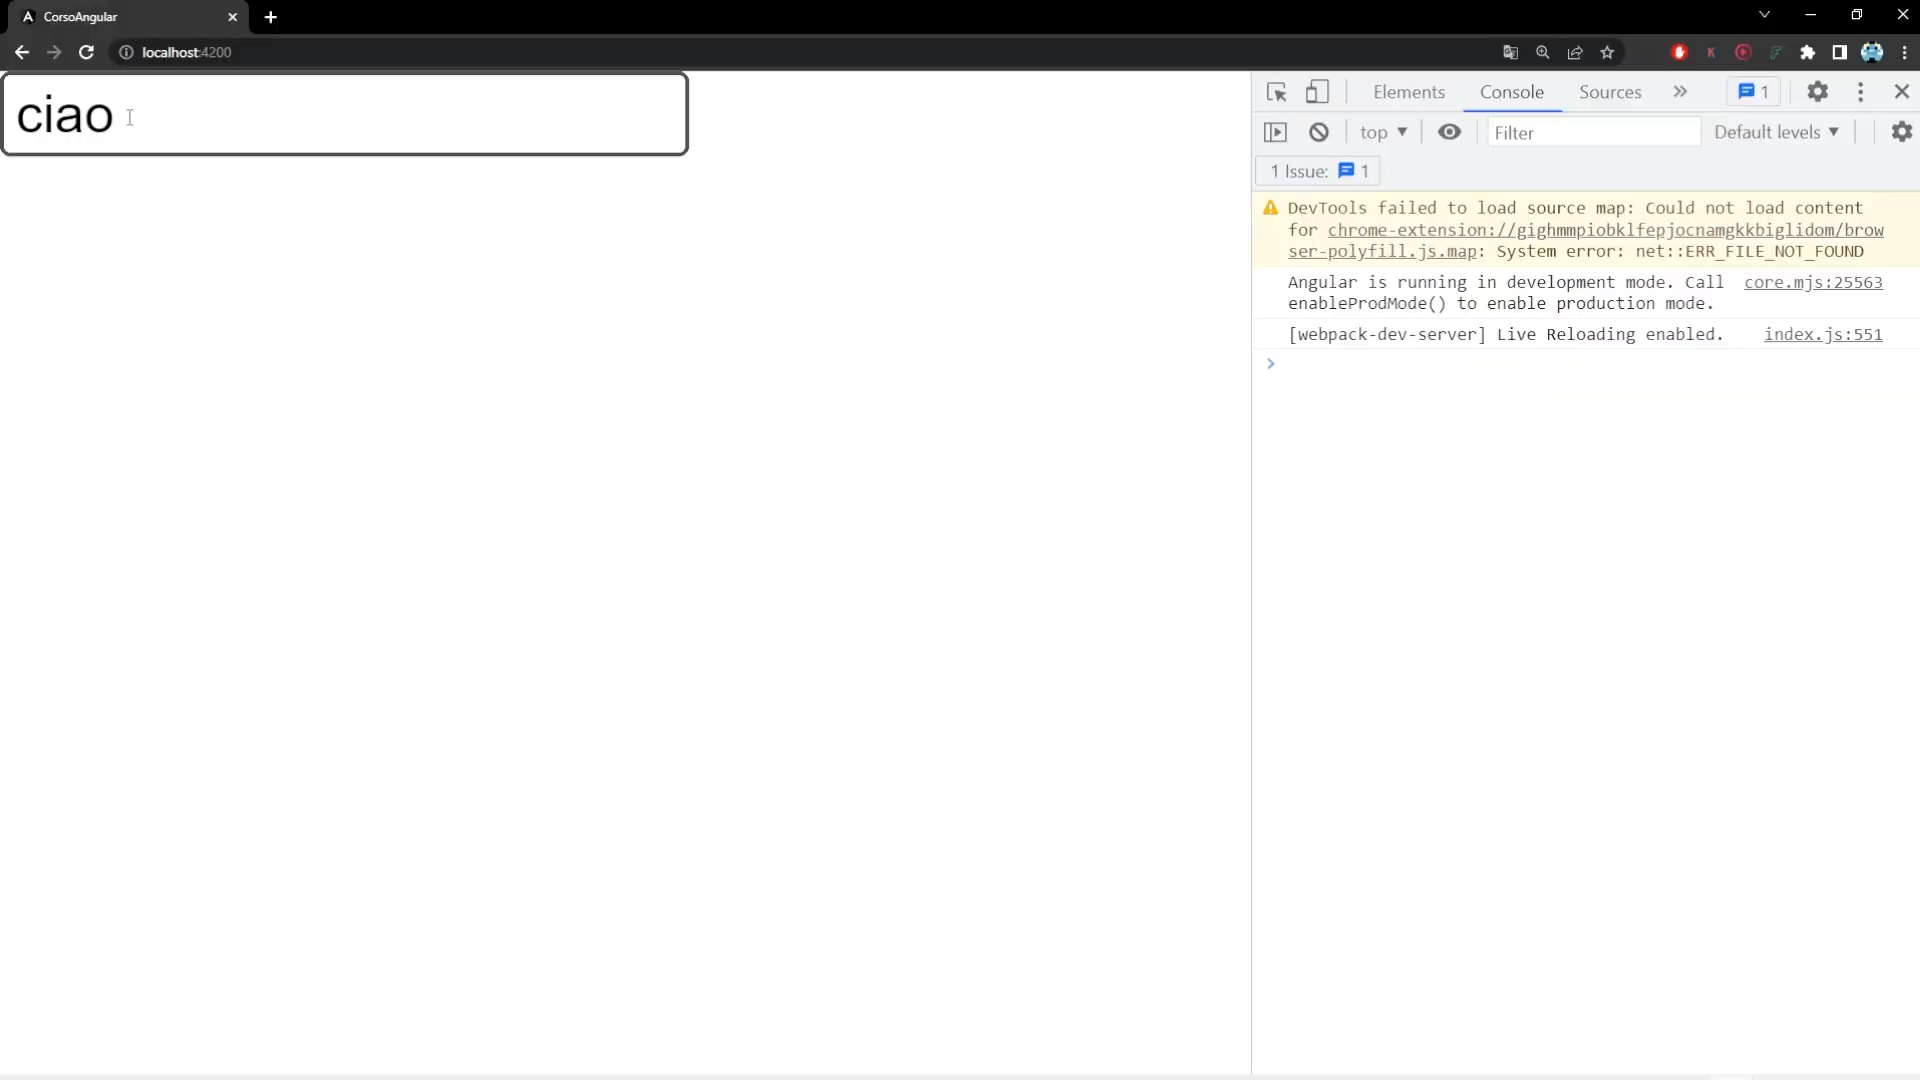 CorsoAngular
localhost:4200
ciao
Elements
Console
Sources
1
top
Filter
Default levels
1 Issue: 1
DevTools failed to load source map: Could not load content
for chrome-extension://gighmmpiobklfepjocnamgkkbiglidom/brow
ser-polyfill.js.map: System error: net::ERR_FILE_NOT_FOUND
Angular is running in development mode. Call core.mjs:25563
enableProdMode() to enable production mode.
[webpack-dev-server] Live Reloading enabled. index.js:551